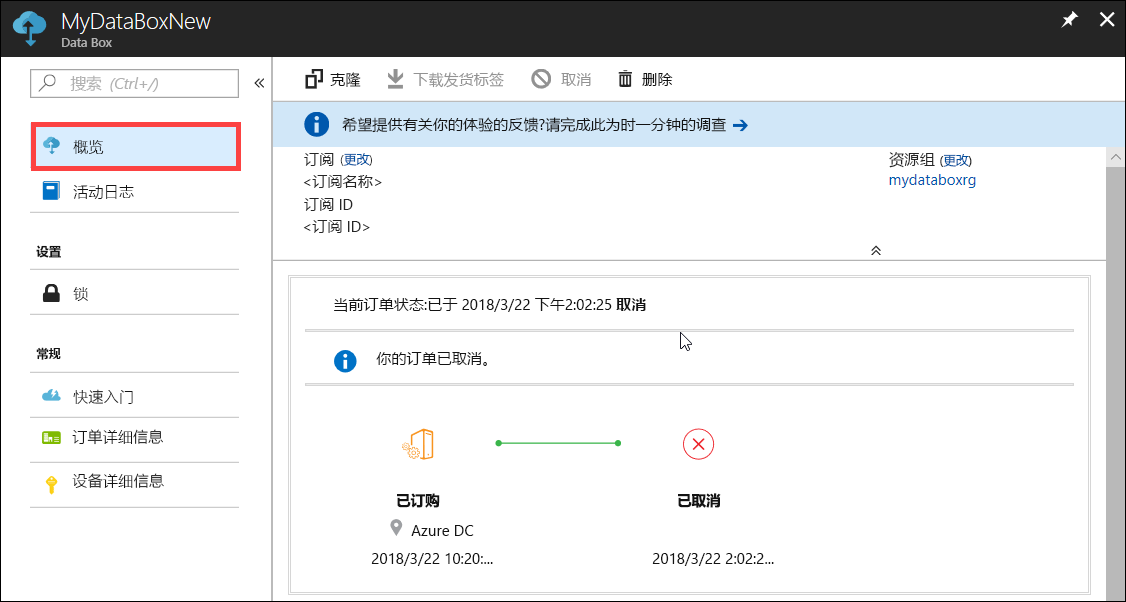 MyDataBoxNew
Data Box
搜索 (Ctrl+/)
«
概览
活动日志
设置
锁
常规
快速入门
订单详细信息
设备详细信息
克隆
下载发货标签
取消
删除
希望提供有关你的体验的反馈?请完成此为时一分钟的调查 →
订阅 (更改)
<订阅名称>
订阅 ID
<订阅 ID>
资源组 (更改)
mydataboxrg
当前订单状态:已于 2018/3/22 下午2:02:25 取消
你的订单已取消。
已订购
Azure DC
2018/3/22 10:20:...
已取消
2018/3/22 2:02:2...